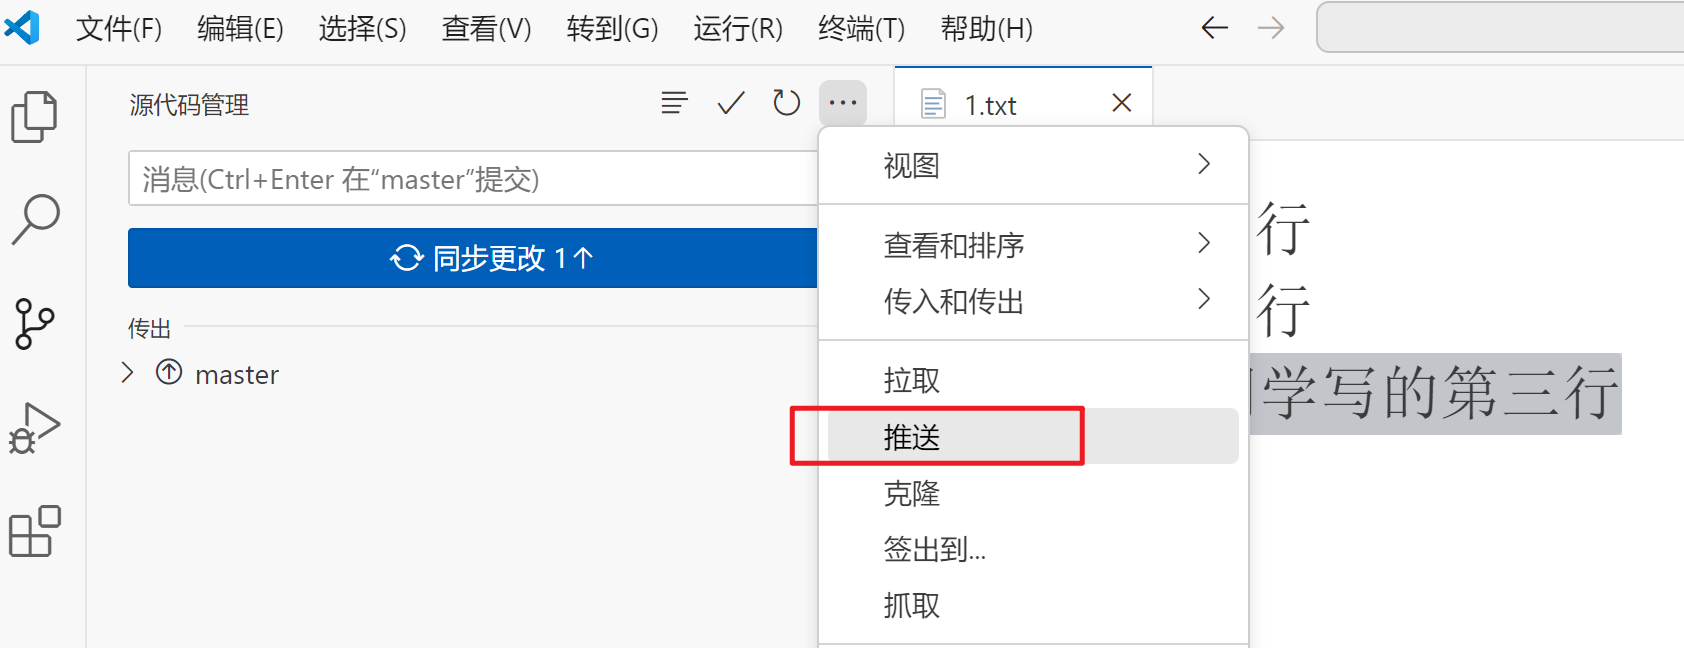 文件(F) 编辑(E) 选择(S) 查看(V) 转到(G) 运行(R) 终端(T) 帮助(H)
源代码管理
1.txt
消息(Ctrl+Enter 在“master”提交)
同步更改 1↑
传出
master
视图
查看和排序
传入和传出
拉取
推送
克隆
签出到...
抓取
行
行
学写的第三行